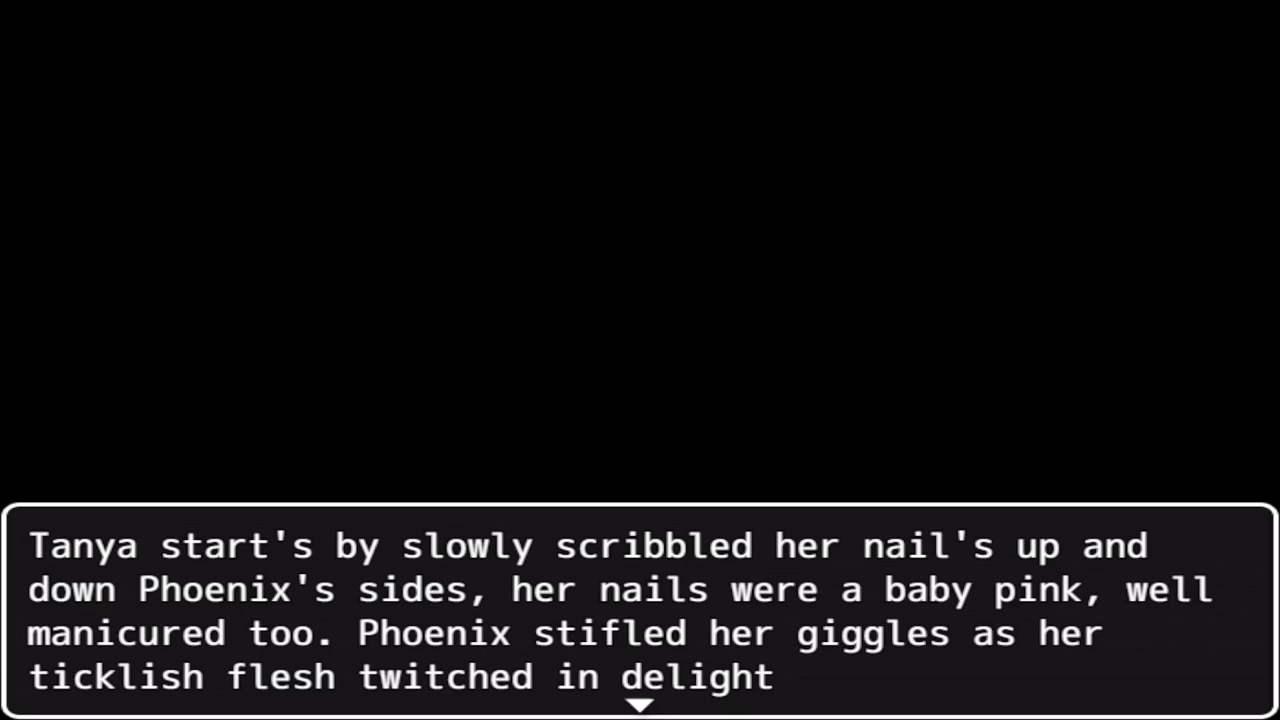 Tanya start's by slowly scribbled her nail's up and
down Phoenix's sides, her nails were a baby pink, well
manicured too. Phoenix stifled her giggles as her
ticklish flesh twitched in delight